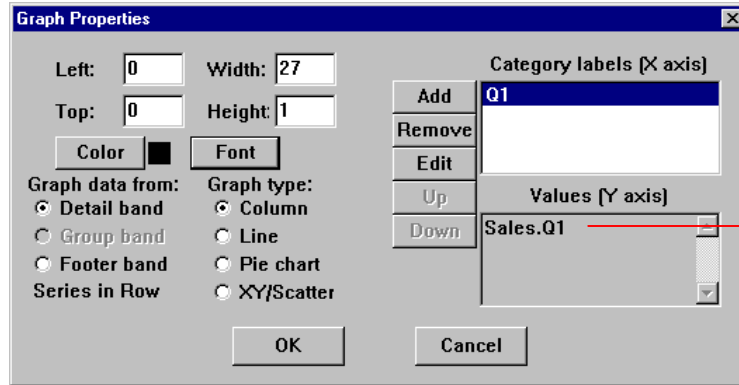 Graph Properties
Left: 0 Width: 27
Top: 0 Height: 1
Color Font
Graph data from:
Detail band
Group band
Footer band
Series in Row
Graph type:
Column
Line
Pie chart
XY/Scatter
Add
Remove
Edit
Up
Down
Category labels (X axis)
Q1
Values (Y axis)
Sales.Q1
OK Cancel